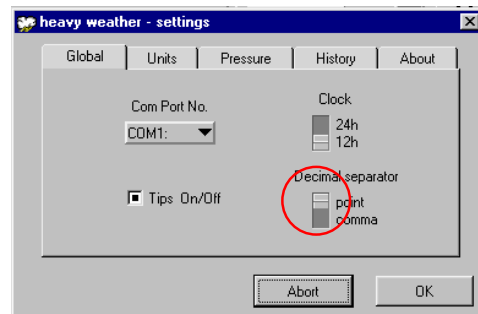 heavy weather - settings
Global Units Pressure History About
Com Port No.
COM1:
Clock
24h
12h
Tips On/Off
Decimal separator
point
comma
Abort OK